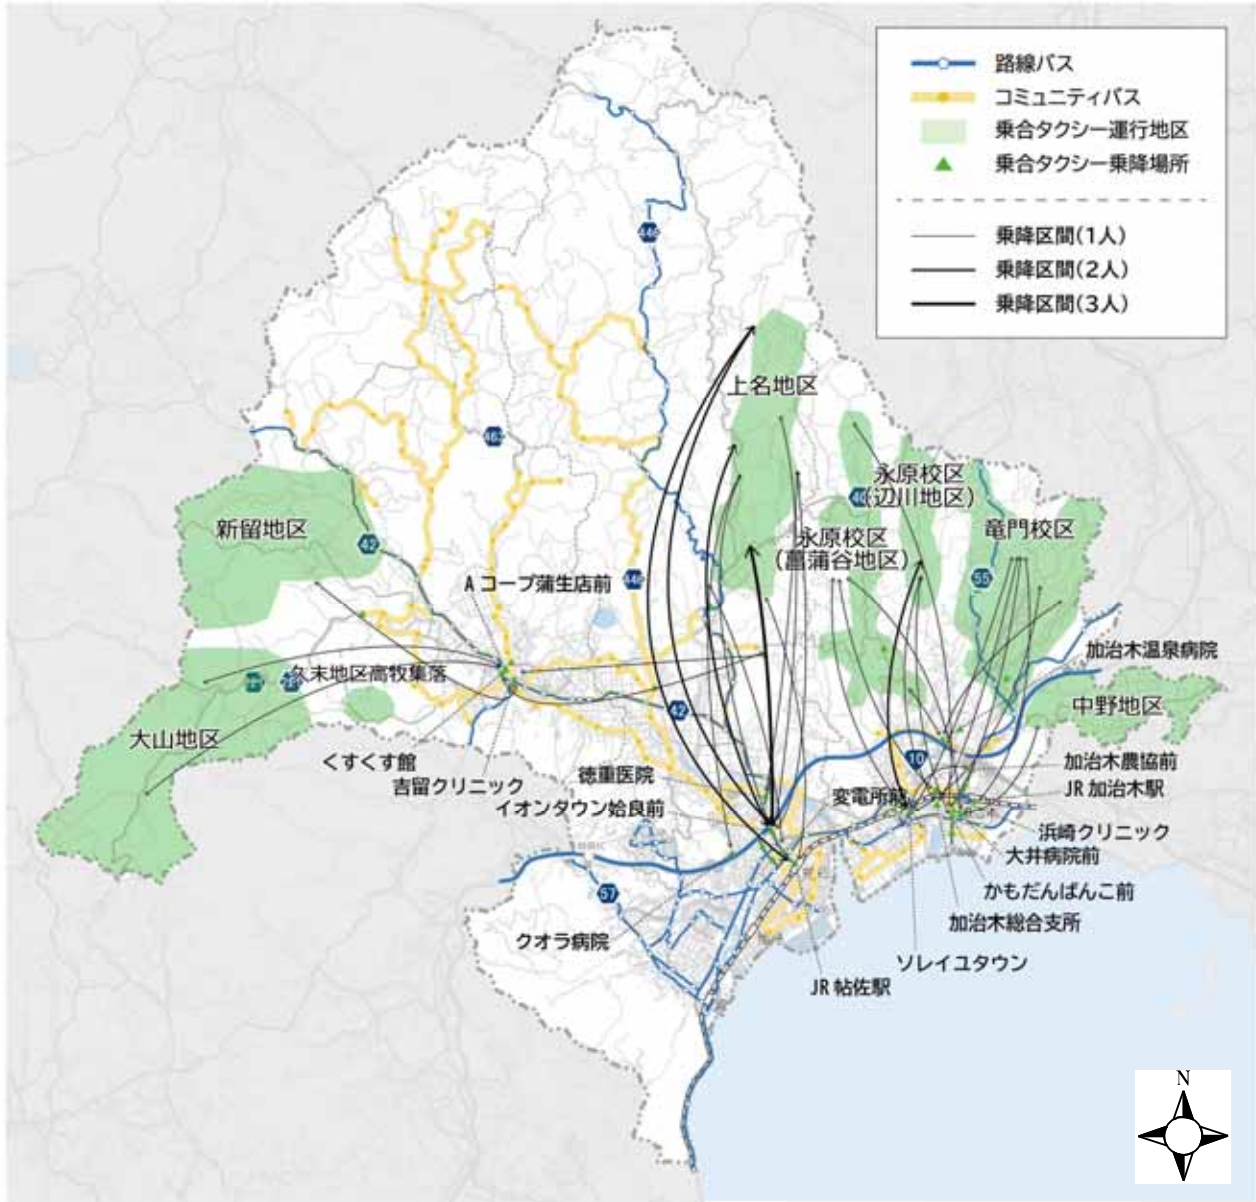 路線バス
コミュニティバス
乗合タクシー運行地区
乗合タクシー乗降場所
乗降区間(1人)
乗降区間(2人)
乗降区間(3人)
446
上名地区
463
永原校区
(辺川地区)
40
新留地区
42
永原校区
(菖蒲谷地区)
竜門校区
55
Aコープ蒲生店前
446
加治木温泉病院
久末地区高牧集落
中野地区
42
大山地区
くすくす館
吉留クリニック
徳重医院
イオンタウン姶良前
10
変電所前
加治木農協前
JR加治木駅
浜崎クリニック
大井病院前
かもだんばんこ前
加治木総合支所
57
クオラ病院
ソレイユタウン
JR帖佐駅
N